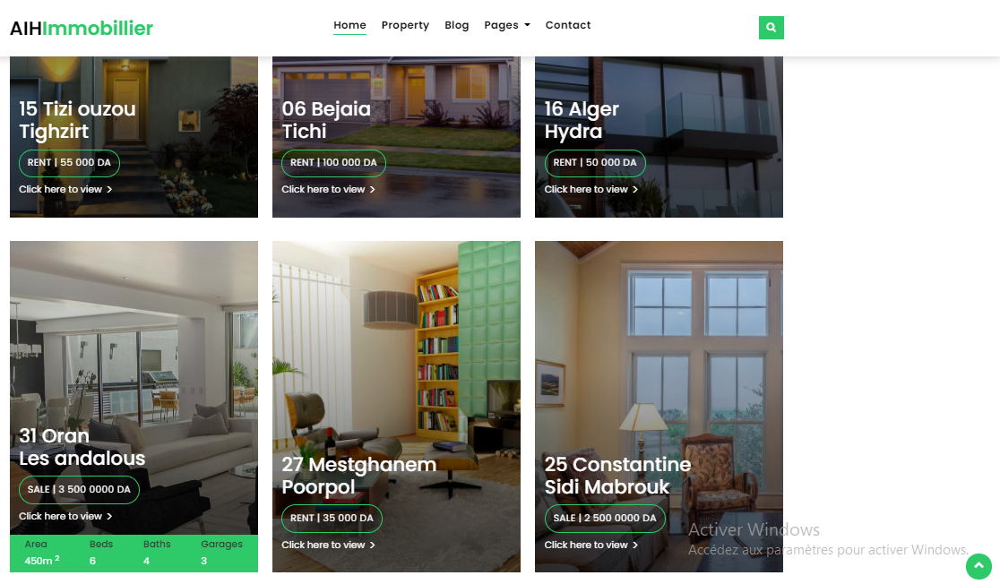 AIHImmobillier
Home Property Blog Pages Contact
15 Tizi ouzou
Tighzirt
RENT | 55 000 DA
Click here to view >
06 Bejaia
Tichi
RENT | 100 000 DA
Click here to view >
16 Alger
Hydra
RENT | 50 000 DA
Click here to view >
31 Oran
Les andalous
SALE | 3 500 0000 DA
Click here to view >
Area Beds Baths Garages
450m 2 6 4 3
27 Mestghanem
Poorpol
RENT | 35 000 DA
Click here to view >
25 Constantine
Sidi Mabrouk
SALE | 2 500 0000 DA
Click here to view >
Activer Windows
Accédez aux paramètres pour activer Windows.